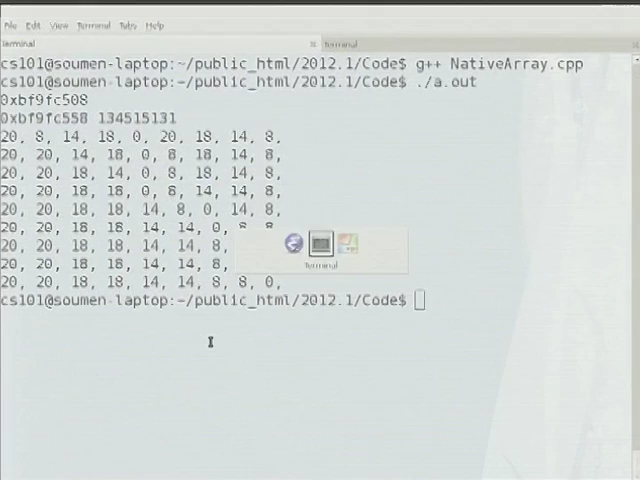 File Edit View Terminal Tabs Help
Terminal
Terminal
cs101@soumen-laptop:~/public_html/2012.1/Code$ g++ NativeArray.cpp
cs101@soumen-laptop:~/public_html/2012.1/Code$ ./a.out
0xbf9fc508
0xbf9fc558 134515131
20, 8, 14, 18, 0, 20, 18, 14, 8,
20, 20, 14, 18, 0, 8, 18, 14, 8,
20, 20, 18, 14, 0, 8, 18, 14, 8,
20, 20, 18, 18, 0, 8, 14, 14, 8,
20, 20, 18, 18, 14, 8, 0, 14, 8,
20, 20, 18, 18, 14, 14, 0, 8, 8,
20, 20, 18, 18, 14, 14, 8,
20, 20, 18, 18, 14, 14, 8,
20, 20, 18, 18, 14, 14, 8, 8, 0,
Terminal
cs101@soumen-laptop:~/public_html/2012.1/Code$